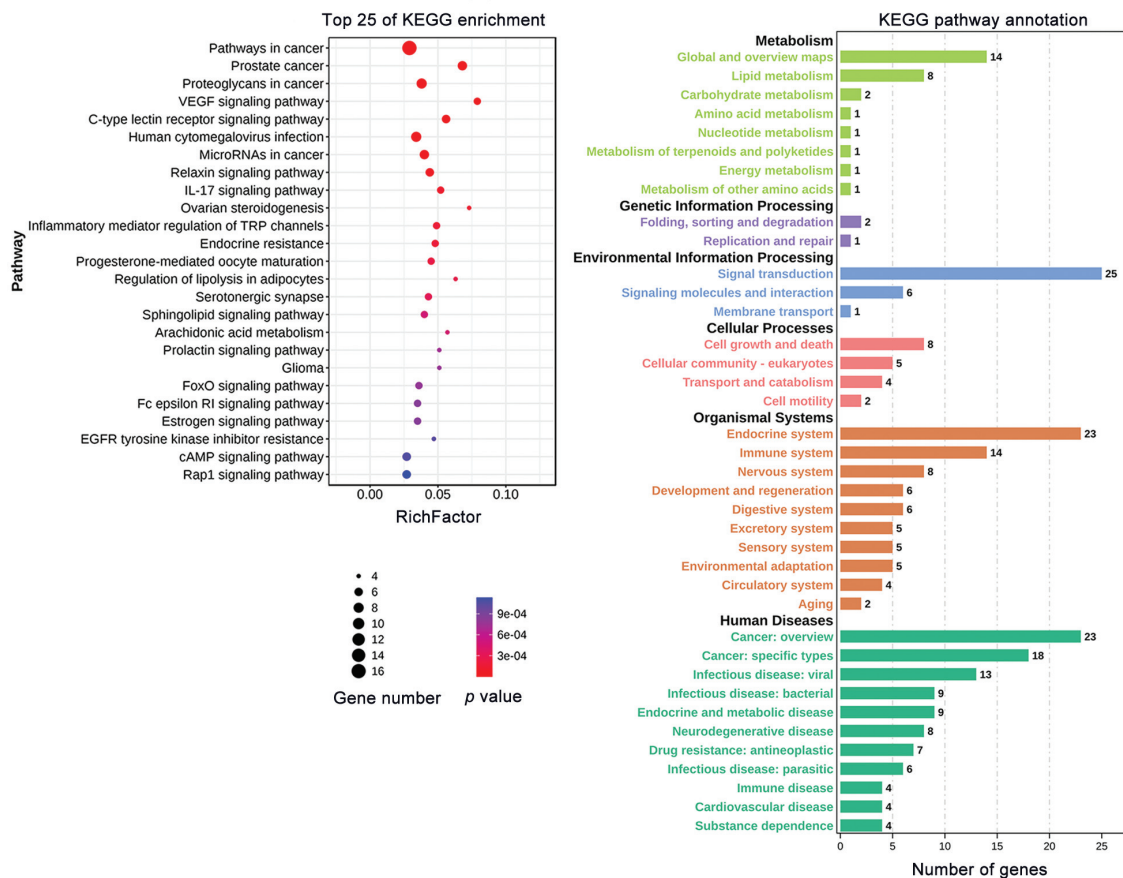 Top 25 of KEGG enrichment
Pathway
Pathways in cancer
Prostate cancer
Proteoglycans in cancer
VEGF signaling pathway
C-type lectin receptor signaling pathway
Human cytomegalovirus infection
MicroRNAs in cancer
Relaxin signaling pathway
IL-17 signaling pathway
Ovarian steroidogenesis
Inflammatory mediator regulation of TRP channels
Endocrine resistance
Progesterone-mediated oocyte maturation
Regulation of lipolysis in adipocytes
Serotonergic synapse
Sphingolipid signaling pathway
Arachidonic acid metabolism
Prolactin signaling pathway
Glioma
FoxO signaling pathway
Fc epsilon RI signaling pathway
Estrogen signaling pathway
EGFR tyrosine kinase inhibitor resistance
cAMP signaling pathway
Rap1 signaling pathway
0.00 0.05 0.10
RichFactor
4
6
8
10
12
14
16
Gene number
9e-04
6e-04
3e-04
p value
KEGG pathway annotation
Metabolism
Global and overview maps 14
Lipid metabolism 8
Carbohydrate metabolism 2
Amino acid metabolism 1
Nucleotide metabolism 1
Metabolism of terpenoids and polyketides 1
Energy metabolism 1
Metabolism of other amino acids 1
Genetic Information Processing
Folding, sorting and degradation 2
Replication and repair 1
Environmental Information Processing
Signal transduction 25
Signaling molecules and interaction 6
Membrane transport 1
Cellular Processes
Cell growth and death 8
Cellular community - eukaryotes 5
Transport and catabolism 4
Cell motility 2
Organismal Systems
Endocrine system 23
Immune system 14
Nervous system 8
Development and regeneration 6
Digestive system 6
Excretory system 5
Sensory system 5
Environmental adaptation 5
Circulatory system 4
Aging 2
Human Diseases
Cancer: overview 23
Cancer: specific types 18
Infectious disease: viral 13
Infectious disease: bacterial 9
Endocrine and metabolic disease 9
Neurodegenerative disease 8
Drug resistance: antineoplastic 7
Infectious disease: parasitic 6
Immune disease 4
Cardiovascular disease 4
Substance dependence 4
0 5 10 15 20 25
Number of genes